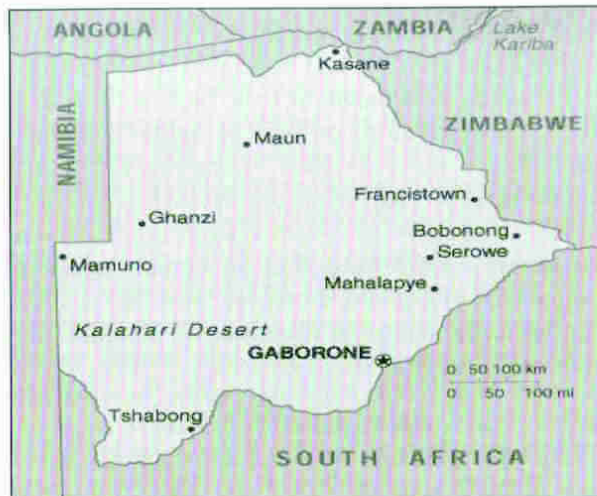 ANGOLA
ZAMBIA
Lake
Kariba
Kasane
NAMIBIA
ZIMBABWE
Maun
Francistown
Ghanzi
Bobonong
Serowe
Mamuno
Mahalapye
Kalahari Desert
GABORONE
0 50 100 km
0 50 100 mi
Tshabong
SOUTH AFRICA